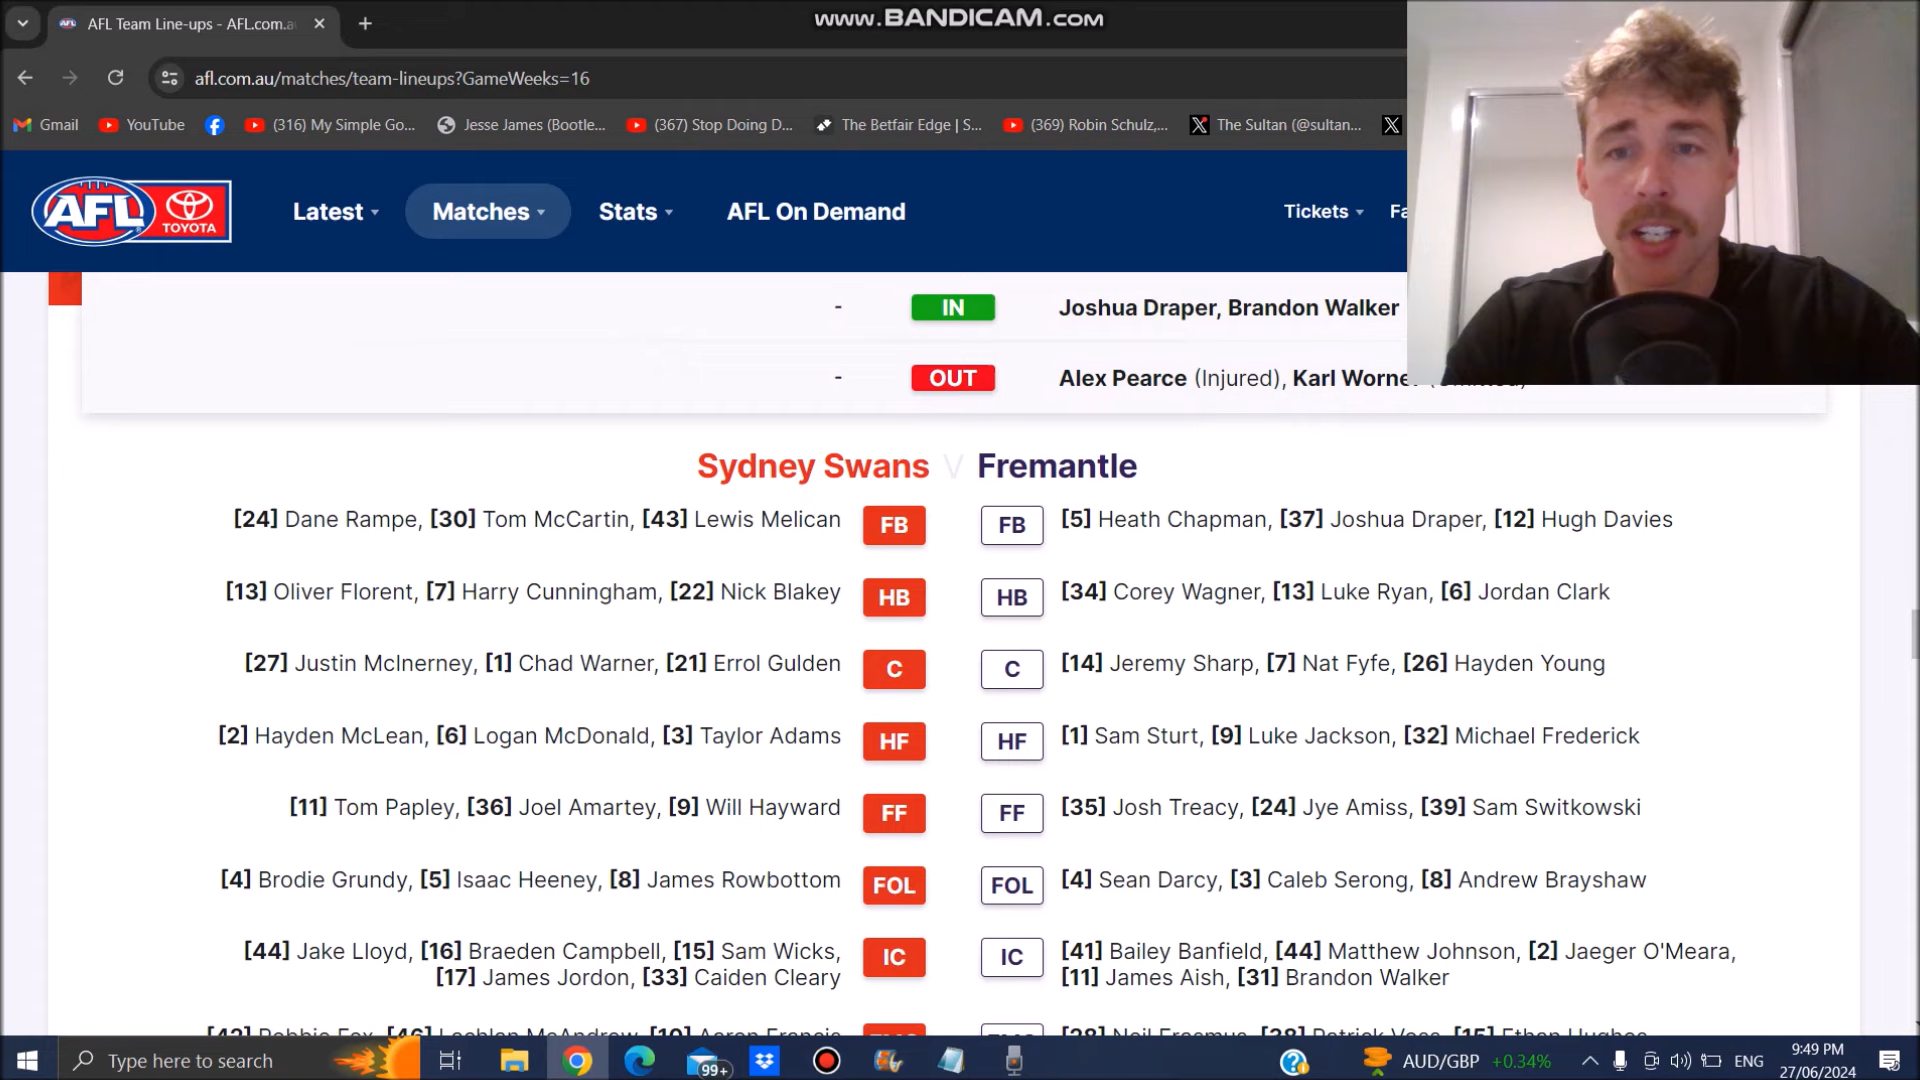 AFL Team Line-ups - AFL.com.a
www.BANDICAM.com
afl.com.au/matches/team-lineups?GameWeeks=16
Gmail YouTube (316) My Simple Go... Jesse James (Bootle... (367) Stop Doing D... The Betfair Edge | S... (369) Robin Schulz,... The Sultan (@sultan...
AFL TOYOTA Latest Matches Stats AFL On Demand Tickets Fa
- IN Joshua Draper, Brandon Walker
- OUT Alex Pearce (Injured), Karl Worne
Sydney Swans V Fremantle
[24] Dane Rampe, [30] Tom McCartin, [43] Lewis Melican FB FB [5] Heath Chapman, [37] Joshua Draper, [12] Hugh Davies
[13] Oliver Florent, [7] Harry Cunningham, [22] Nick Blakey HB HB [34] Corey Wagner, [13] Luke Ryan, [6] Jordan Clark
[27] Justin McInerney, [1] Chad Warner, [21] Errol Gulden C C [14] Jeremy Sharp, [7] Nat Fyfe, [26] Hayden Young
[2] Hayden McLean, [6] Logan McDonald, [3] Taylor Adams HF HF [1] Sam Sturt, [9] Luke Jackson, [32] Michael Frederick
[11] Tom Papley, [36] Joel Amartey, [9] Will Hayward FF FF [35] Josh Treacy, [24] Jye Amiss, [39] Sam Switkowski
[4] Brodie Grundy, [5] Isaac Heeney, [8] James Rowbottom FOL FOL [4] Sean Darcy, [3] Caleb Serong, [8] Andrew Brayshaw
[44] Jake Lloyd, [16] Braeden Campbell, [15] Sam Wicks, IC IC [41] Bailey Banfield, [44] Matthew Johnson, [2] Jaeger O'Meara,
[17] James Jordon, [33] Caiden Cleary [11] James Aish, [31] Brandon Walker
Type here to search 99+ AUD/GBP +0.34% ENG 9:49 PM
27/06/2024